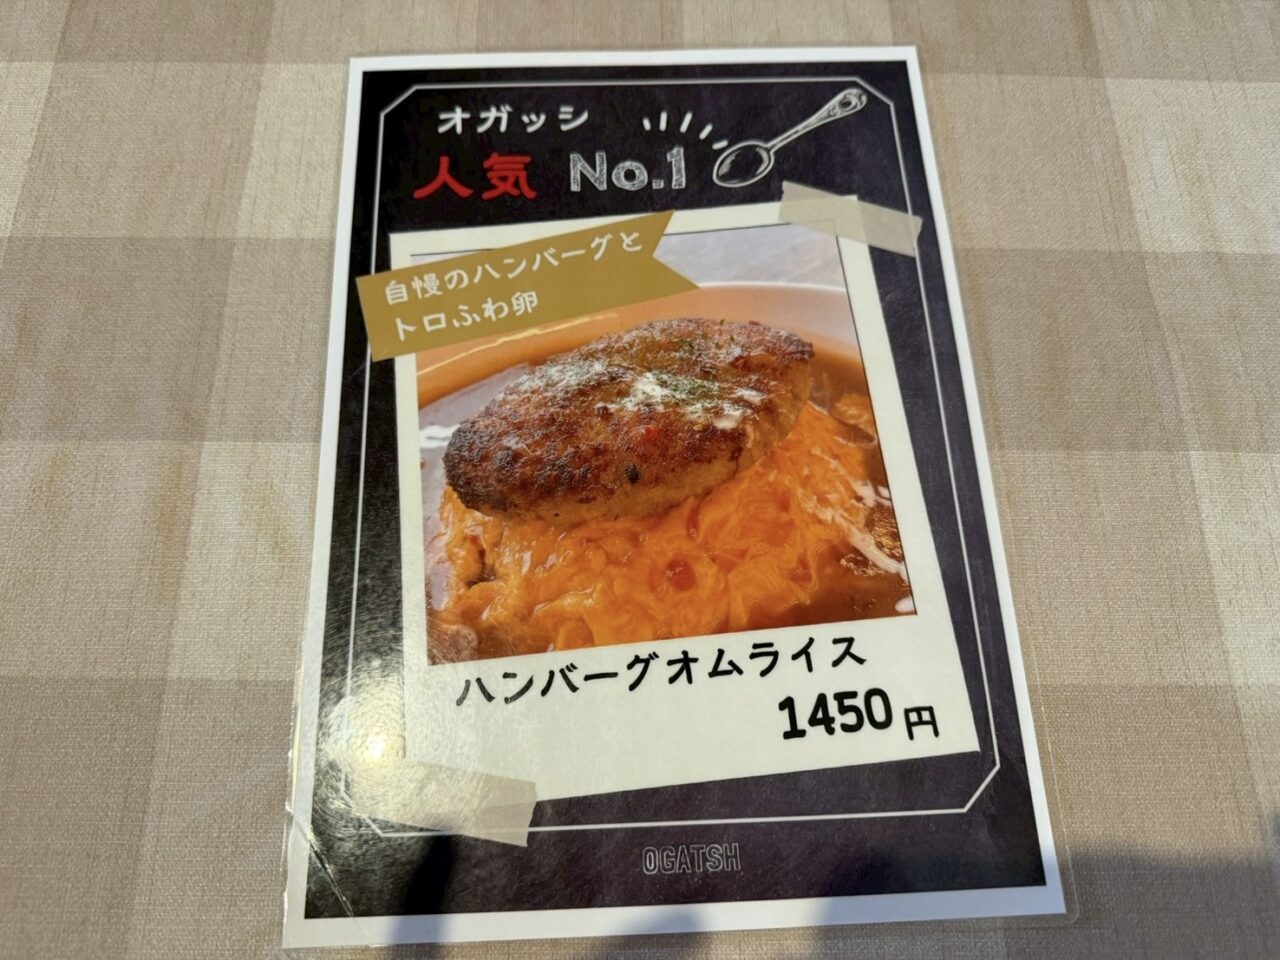 オガッシ
人気 No.1
自慢のハンバーグと
トロふわ卵
ハンバーグオムライス
1450円
OGATSH